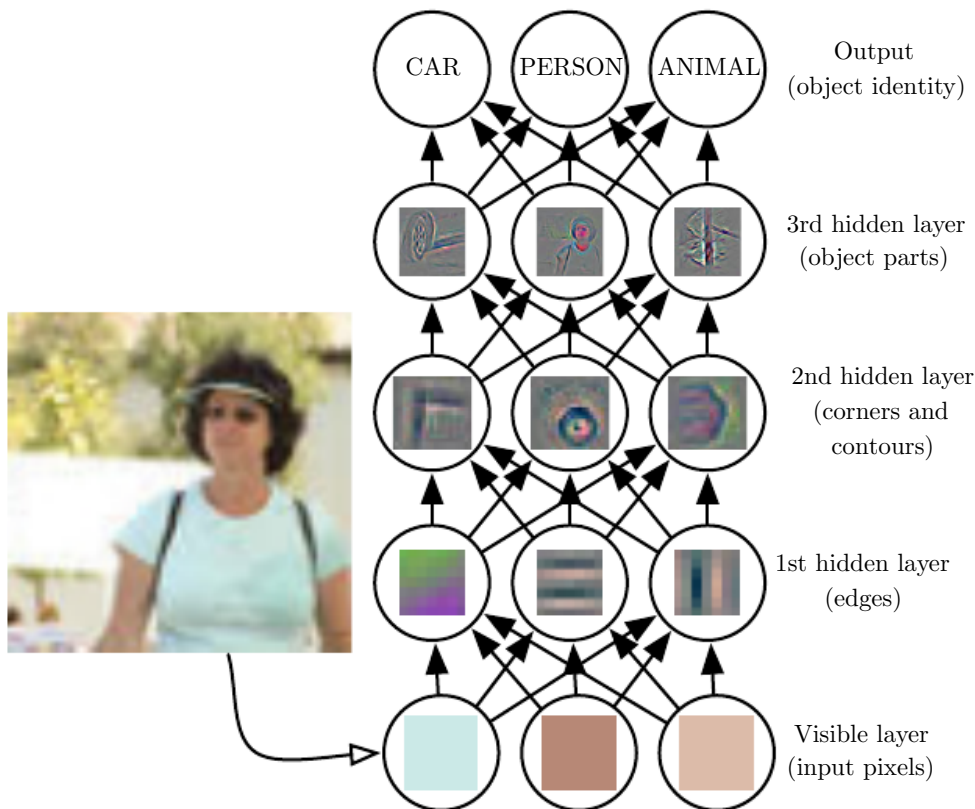 CAR PERSON ANIMAL
Output
(object identity)
3rd hidden layer
(object parts)
2nd hidden layer
(corners and
contours)
1st hidden layer
(edges)
Visible layer
(input pixels)